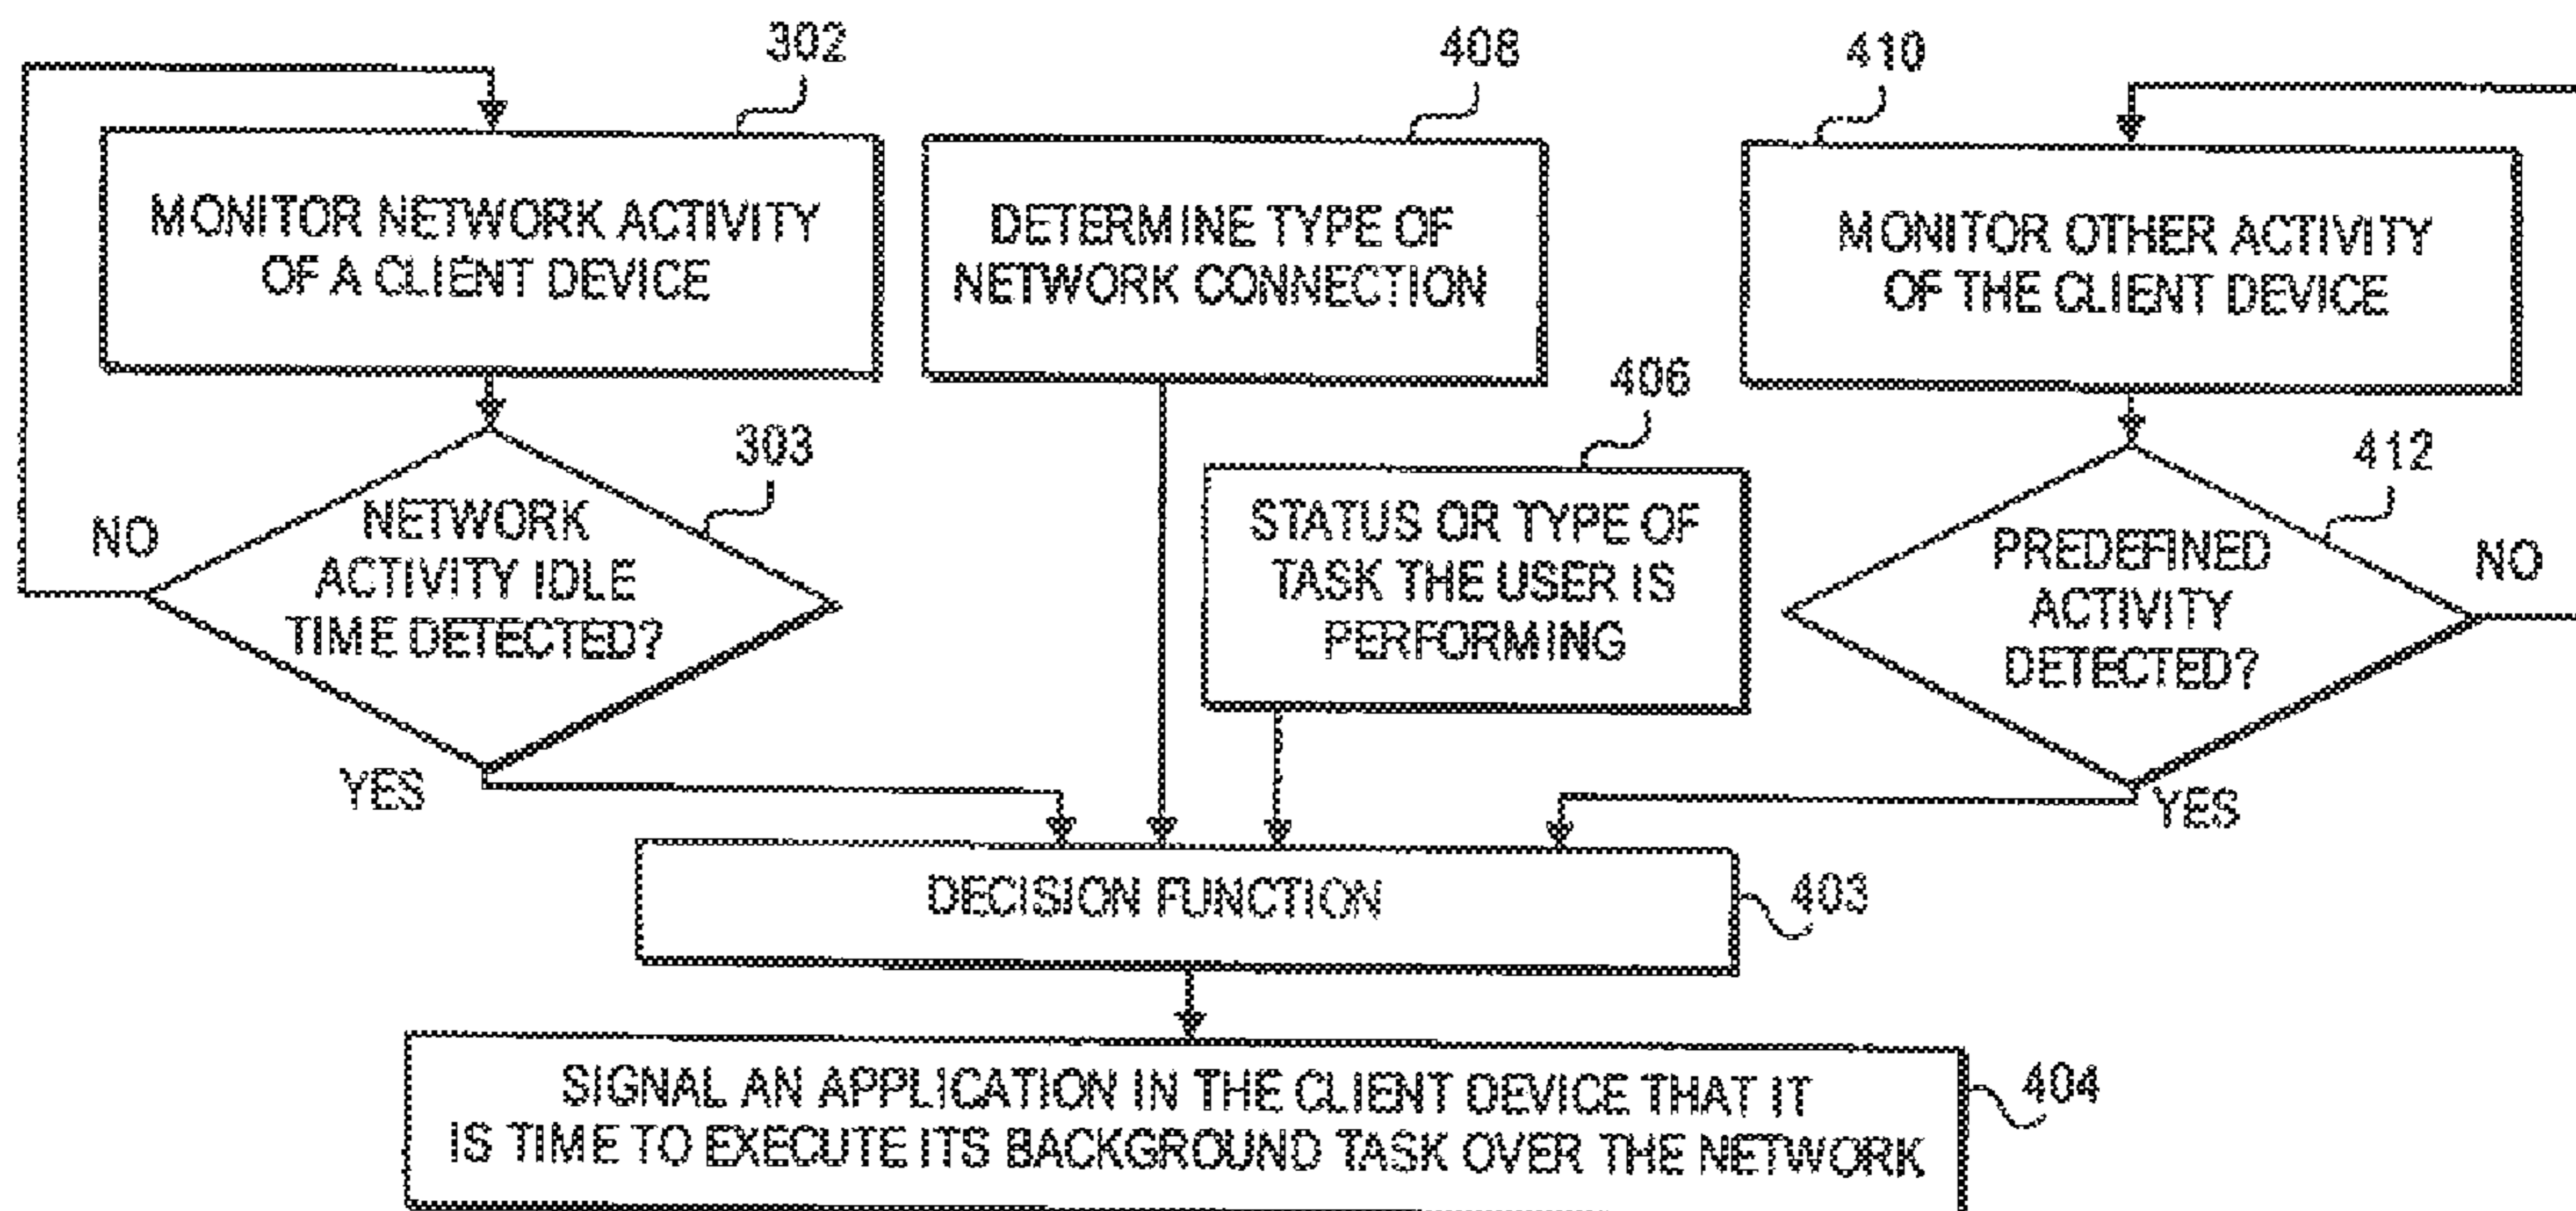 302
MONITOR NETWORK ACTIVITY
OF A CLIENT DEVICE
408
DETERMINE TYPE OF
NETWORK CONNECTION
410
MONITOR OTHER ACTIVITY
OF THE CLIENT DEVICE
303
NETWORK
ACTIVITY IDLE
TIME DETECTED?
NO
YES
406
STATUS OR TYPE OF
TASK THE USER IS
PERFORMING
412
PREDEFINED
ACTIVITY
DETECTED?
NO
YES
DECISION FUNCTION
403
SIGNAL AN APPLICATION IN THE CLIENT DEVICE THAT IT
IS TIME TO EXECUTE ITS BACKGROUND TASK OVER THE NETWORK
404